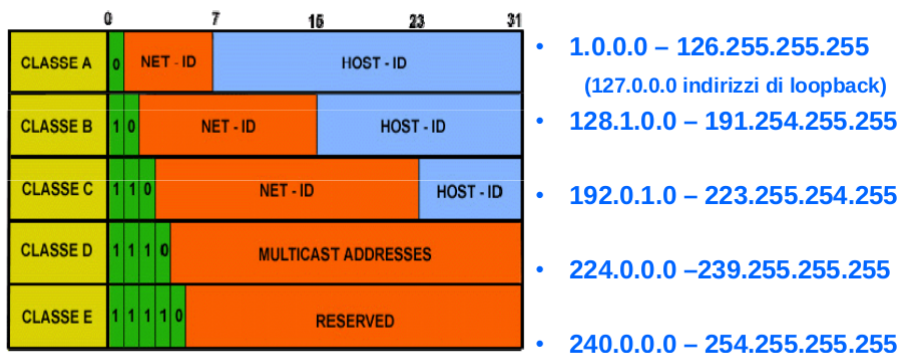 0 7 15 23 31
CLASSE A 0 NET - ID HOST - ID
CLASSE B 1 0 NET - ID HOST - ID
CLASSE C 1 1 0 NET - ID HOST - ID
CLASSE D 1 1 1 0 MULTICAST ADDRESSES
CLASSE E 1 1 1 1 0 RESERVED
• 1.0.0.0 – 126.255.255.255
(127.0.0.0 indirizzi di loopback)
• 128.1.0.0 – 191.254.255.255
• 192.0.1.0 – 223.255.254.255
• 224.0.0.0 –239.255.255.255
• 240.0.0.0 – 254.255.255.255